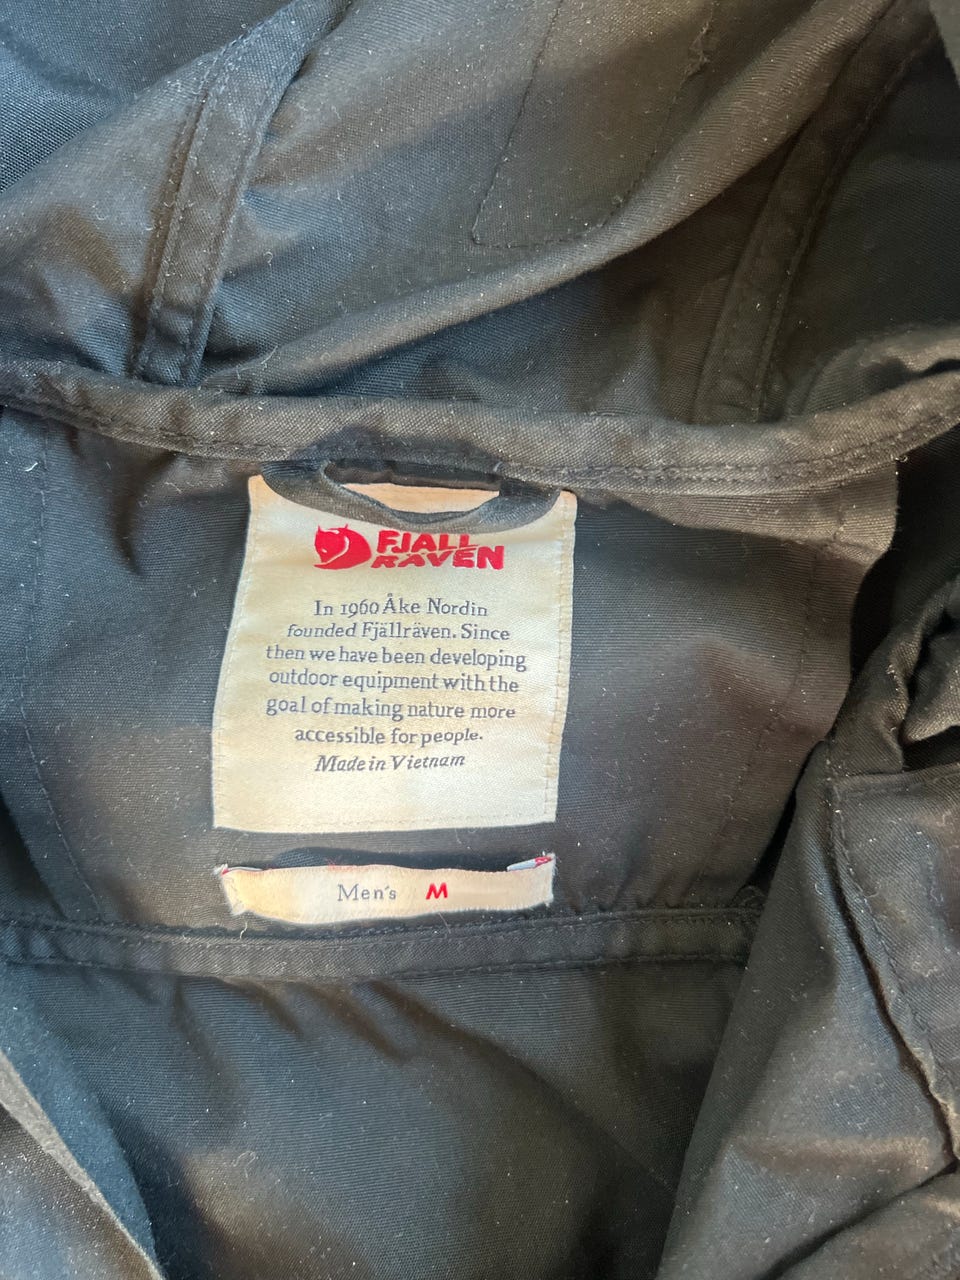 FJALL
RAVEN
In 1960 Åke Nordin
founded Fjällräven. Since
then we have been developing
outdoor equipment with the
goal of making nature more
accessible for people.
Made in Vietnam
Men's M